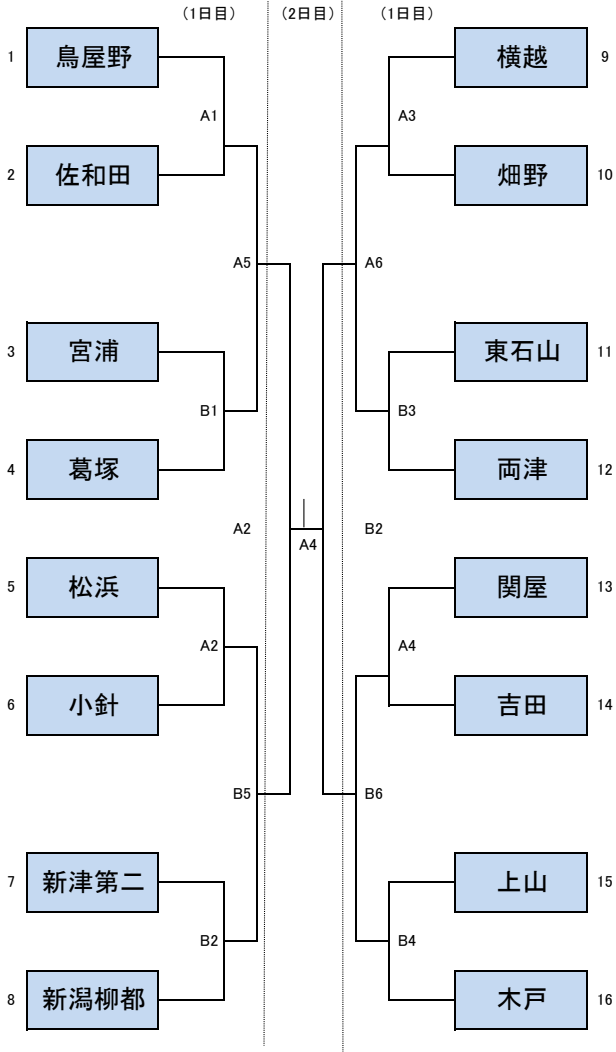 （1日目）
（2日目）
（1日目）
1
鳥屋野
横越
9
A1
A3
2
佐和田
畑野
10
A5
A6
3
宮浦
東石山
11
B1
B3
4
葛塚
両津
12
A2
A4
B2
5
松浜
関屋
13
A2
A4
6
小針
吉田
14
B5
B6
7
新津第二
上山
15
B2
B4
8
新潟柳都
木戸
16